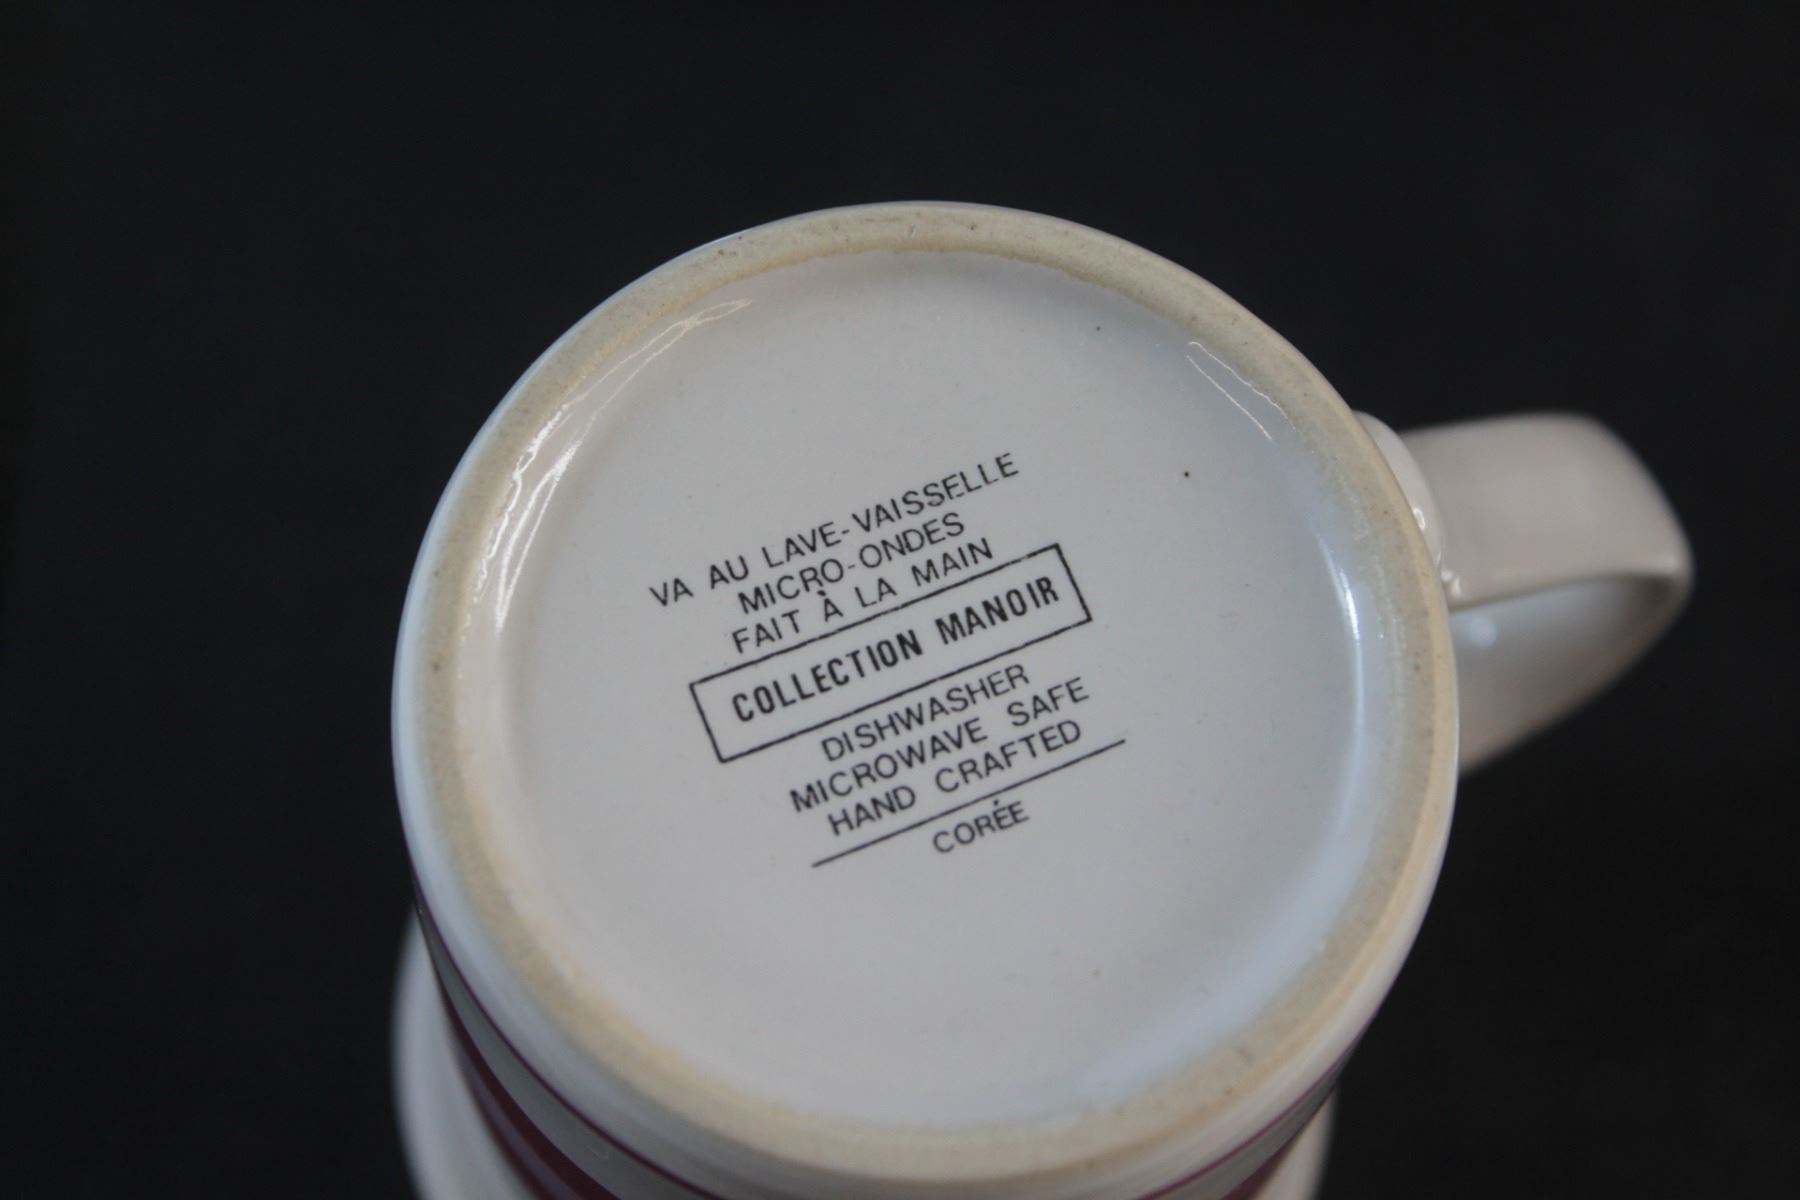 VA AU LAVE-VAISSELLE
MICRO-ONDES
FAIT À LA MAIN
COLLECTION MANOIR
DISHWASHER
MICROWAVE SAFE
HAND CRAFTED
CORÉE